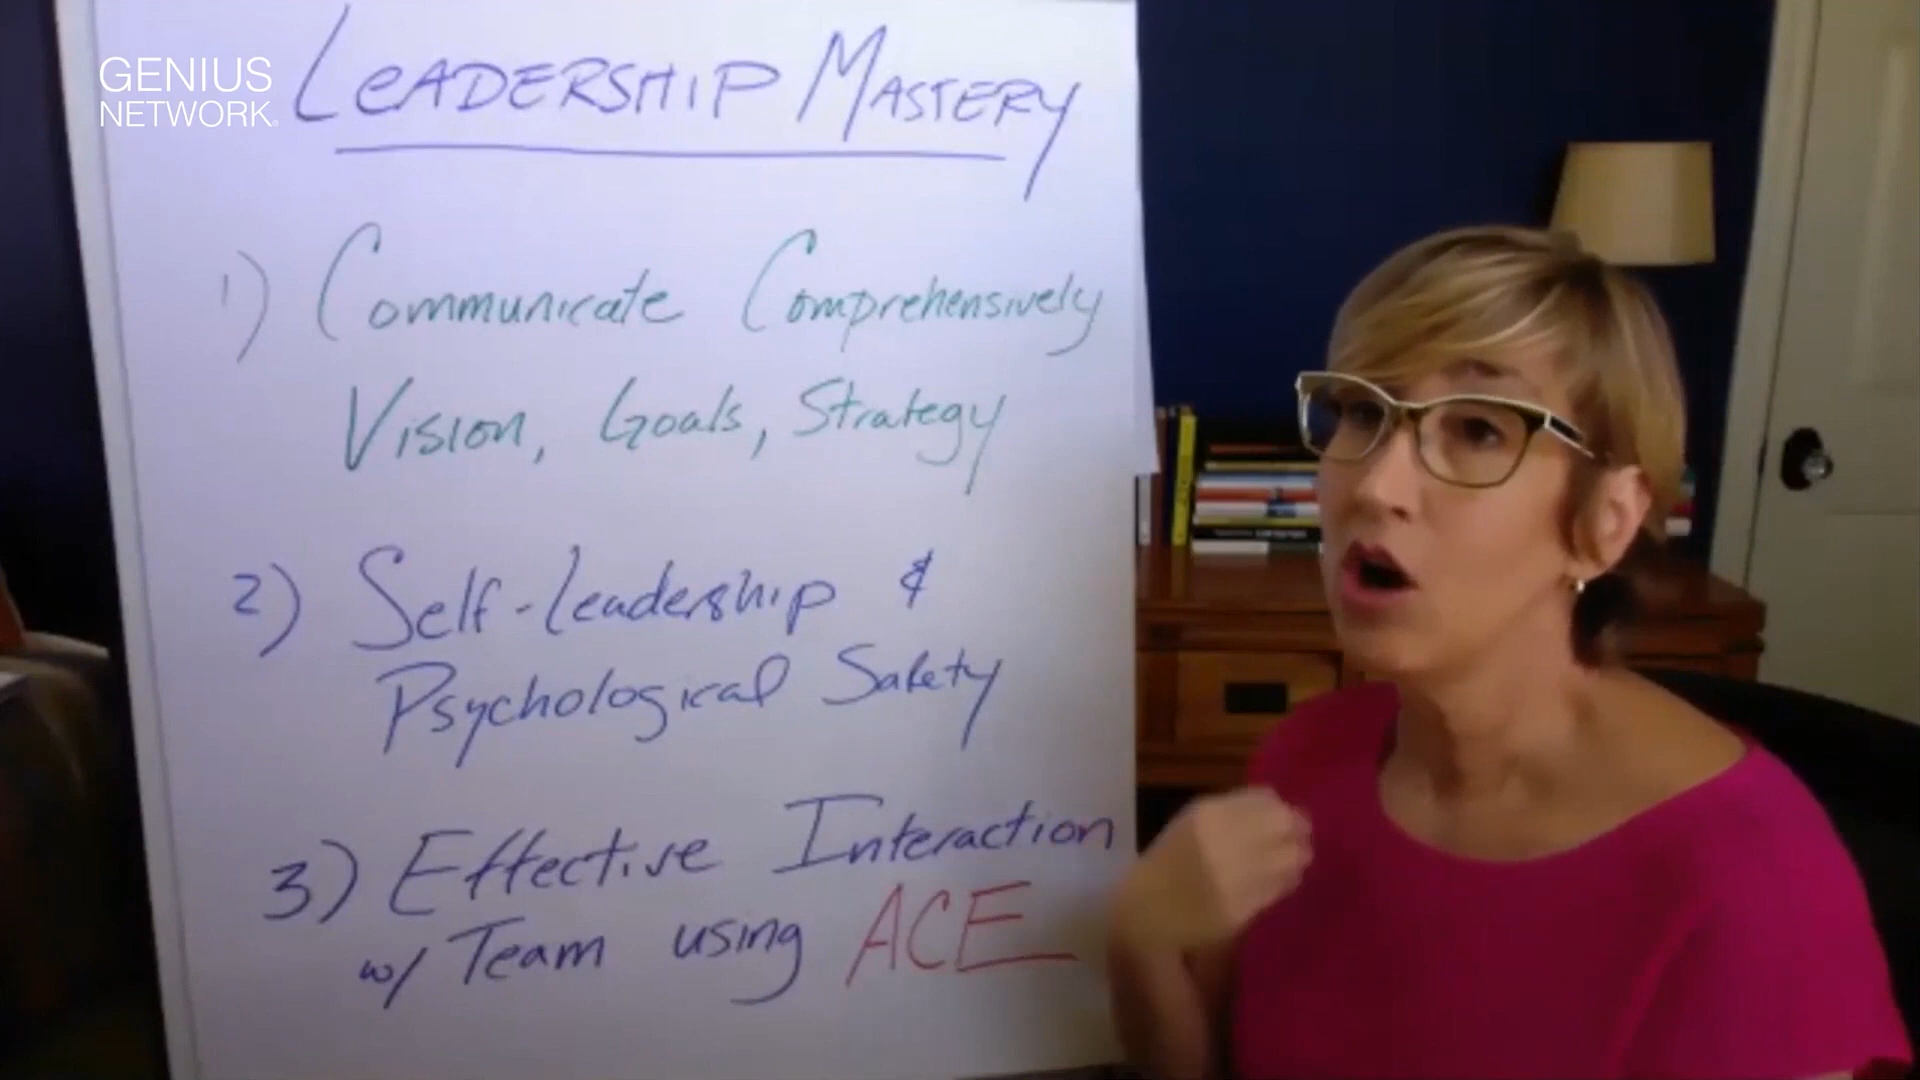 GENIUS
NETWORK.
LEADERSHIP MASTERY
1) Communicate Comprehensively
Vision, Goals, Strategy
2) Self-Leadership &
Psychological Safety
3) Effective Interaction
w/ Team using ACE